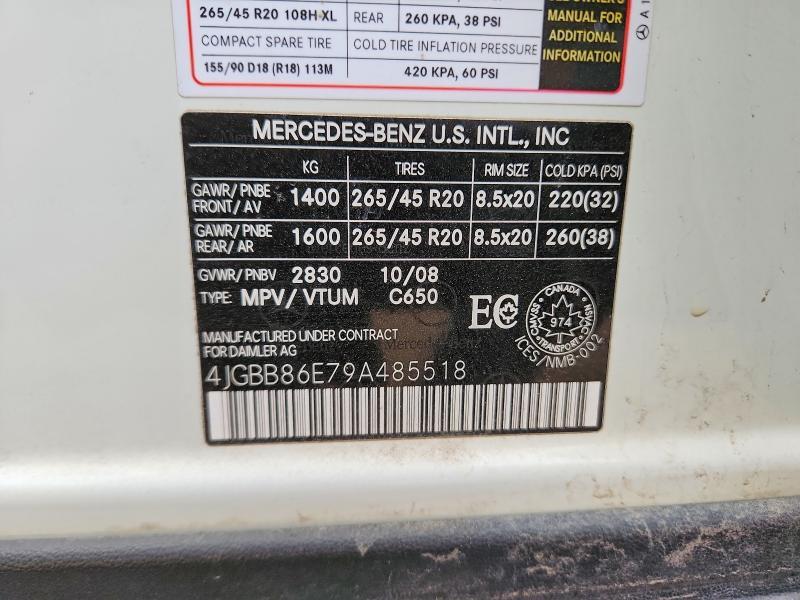 265/45 R20 108H XL REAR 260 KPA, 38 PSI
COMPACT SPARE TIRE COLD TIRE INFLATION PRESSURE
155/90 D18 (R18) 113M 420 KPA, 60 PSI
MANUAL FOR
ADDITIONAL
INFORMATION
MERCEDES-BENZ U.S. INTL., INC
KG TIRES RIM SIZE COLD KPA (PSI)
GAWR/ PNBE
FRONT/ AV 1400 265/45 R20 8.5x20 220(32)
GAWR/ PNBE
REAR/ AR 1600 265/45 R20 8.5x20 260(38)
GVWR/ PNBV 2830 10/08
TYPE: MPV/ VTUM C650
EC
CANADA
974
TRANSPORT
ICES/NMB-002
MANUFACTURED UNDER CONTRACT
FOR DAIMLER AG
4JGBB86E79A485518